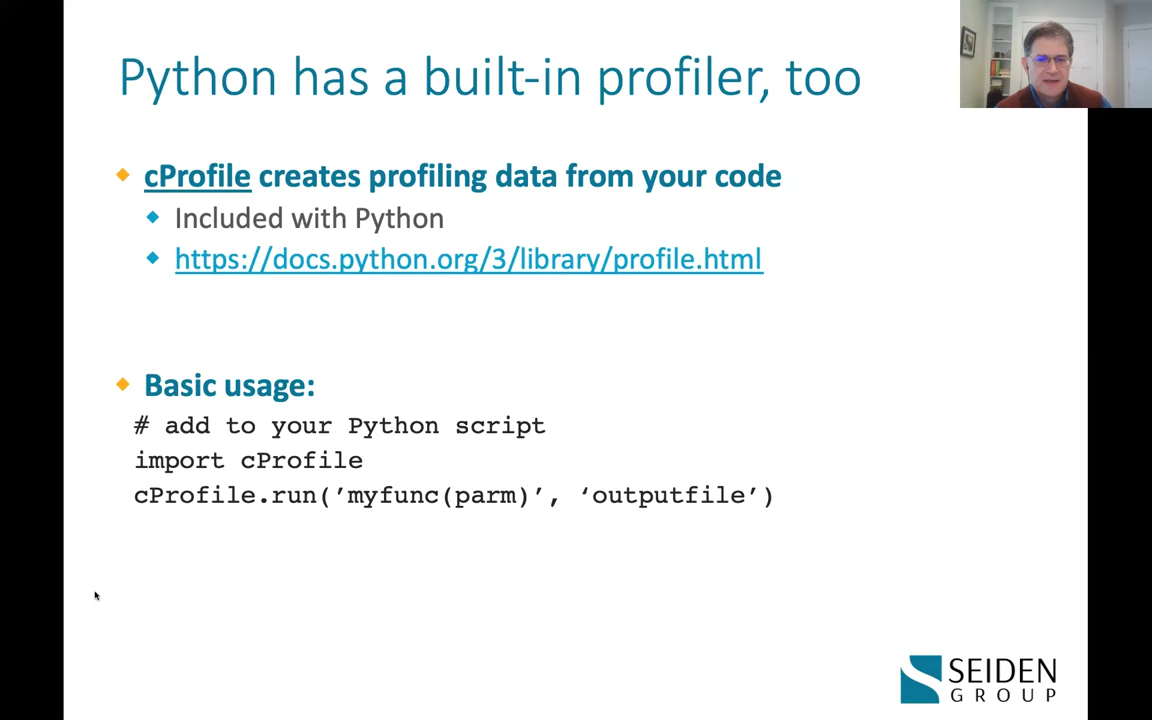 Python has a built-in profiler, too
cProfile creates profiling data from your code
Included with Python
https://docs.python.org/3/library/profile.html
Basic usage:
# add to your Python script
import cProfile
cProfile.run(’myfunc(parm)’, ‘outputfile’)
SEIDEN
GROUP